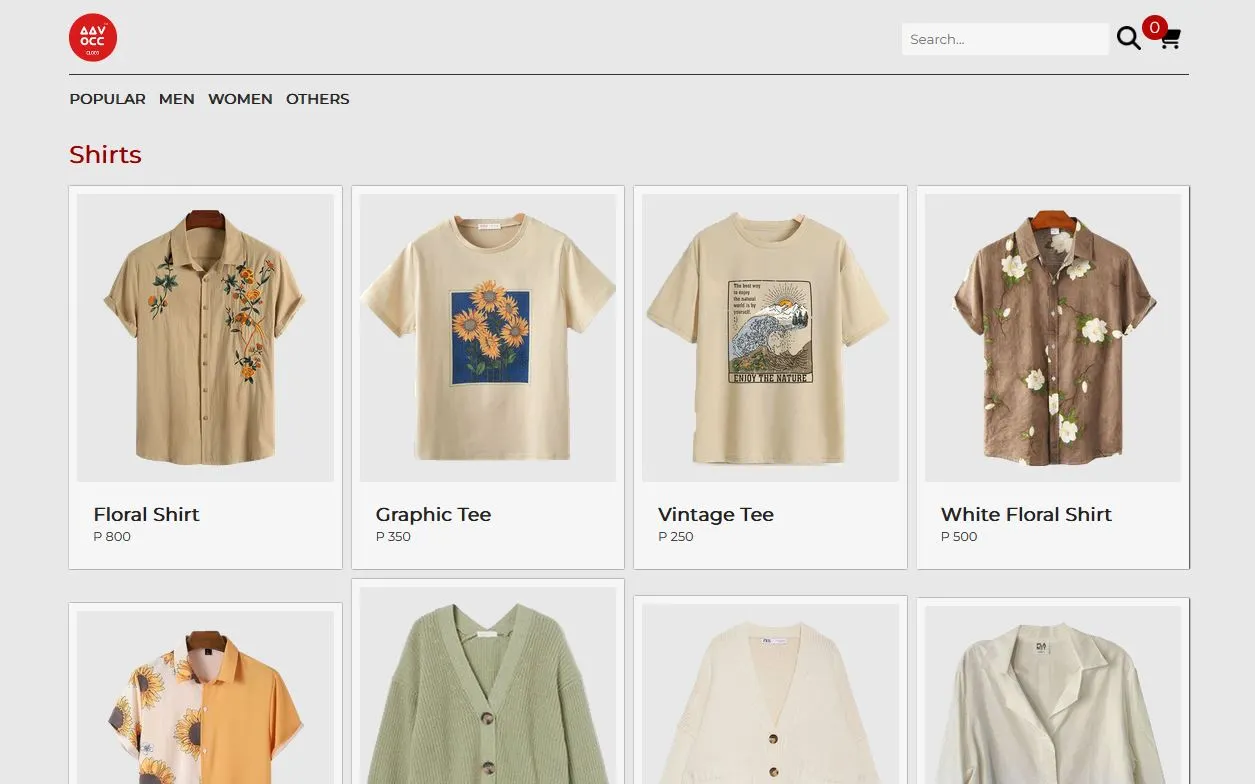 AAV
OCC
CLOCO
Search...
0
POPULAR MEN WOMEN OTHERS
Shirts
The best way
to enjoy
the natural
world is by
yourself.
ENJOY THE NATURE
Floral Shirt
P 800
Graphic Tee
P 350
Vintage Tee
P 250
White Floral Shirt
P 500